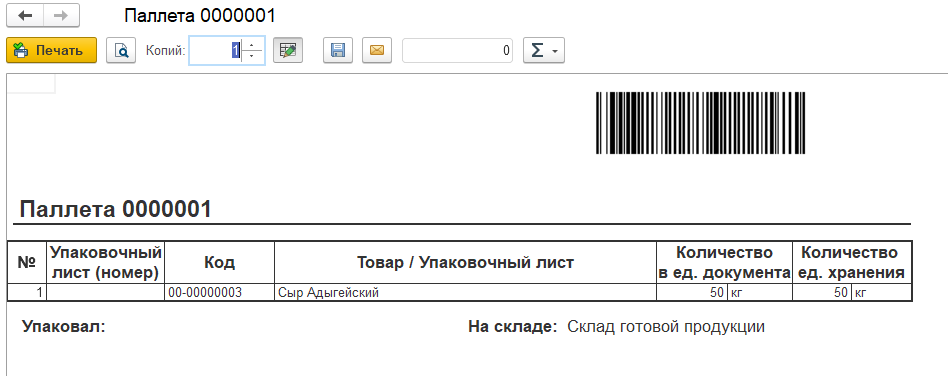 Паллета 0000001
Печать Копий: 1 0 Σ
Паллета 0000001
№ Упаковочный лист (номер) Код Товар / Упаковочный лист Количество в ед. документа Количество ед. хранения
1 00-00000003 Сыр Адыгейский 50 кг 50 кг
Упаковал: На складе: Склад готовой продукции